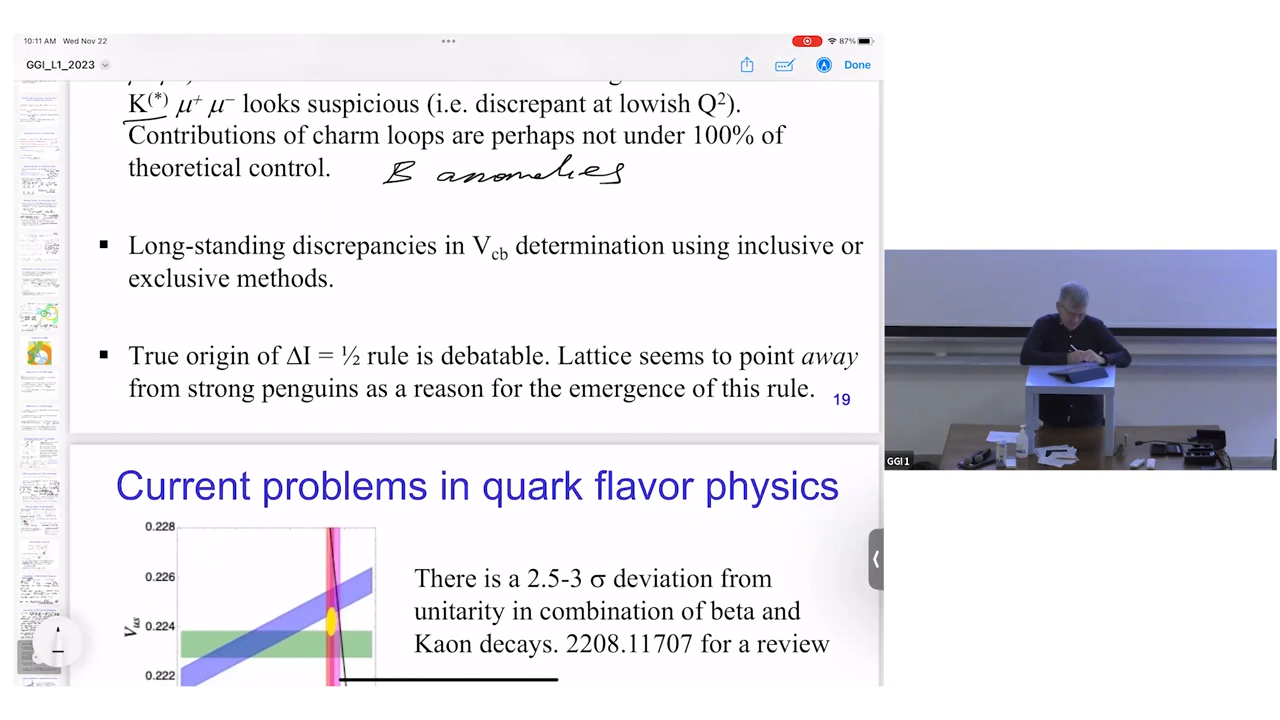 10:11 AM Wed Nov 22
87%
GGI_L1_2023
Done
K(*) μ+ μ− looks suspicious (i.e. discrepant at lowish Q2).
Contributions of charm loops are perhaps not under 100% of
theoretical control.
B anomalies
▪ Long-standing discrepancies in Vcb determination using inclusive or
exclusive methods.
▪ True origin of ΔI = ½ rule is debatable. Lattice seems to point away
from strong penguins as a reason for the emergence of this rule.
19
Current problems in quark flavor physics
0.228
0.226
0.224
0.222
Vus
There is a 2.5-3 σ deviation from
unitarity in combination of beta and
Kaon decays. 2208.11707 for a review
GGI 1